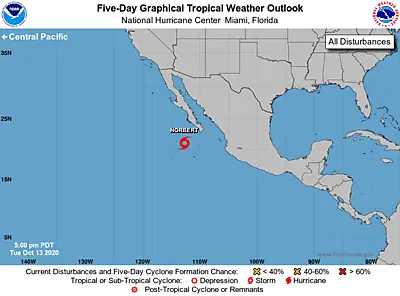 Five-Day Graphical Tropical Weather Outlook
National Hurricane Center Miami, Florida
Central Pacific
All Disturbances
35N
25N
NORBERT
15N
5:00 pm PDT
Tue Oct 13 2020
5N
140W 130W 120W 110W 100W 90W 80W
Current Disturbances and Five-Day Cyclone Formation Chance: < 40% 40-60% > 60%
Tropical or Sub-Tropical Cyclone: Depression Storm Hurricane
Post-Tropical Cyclone or Remnants